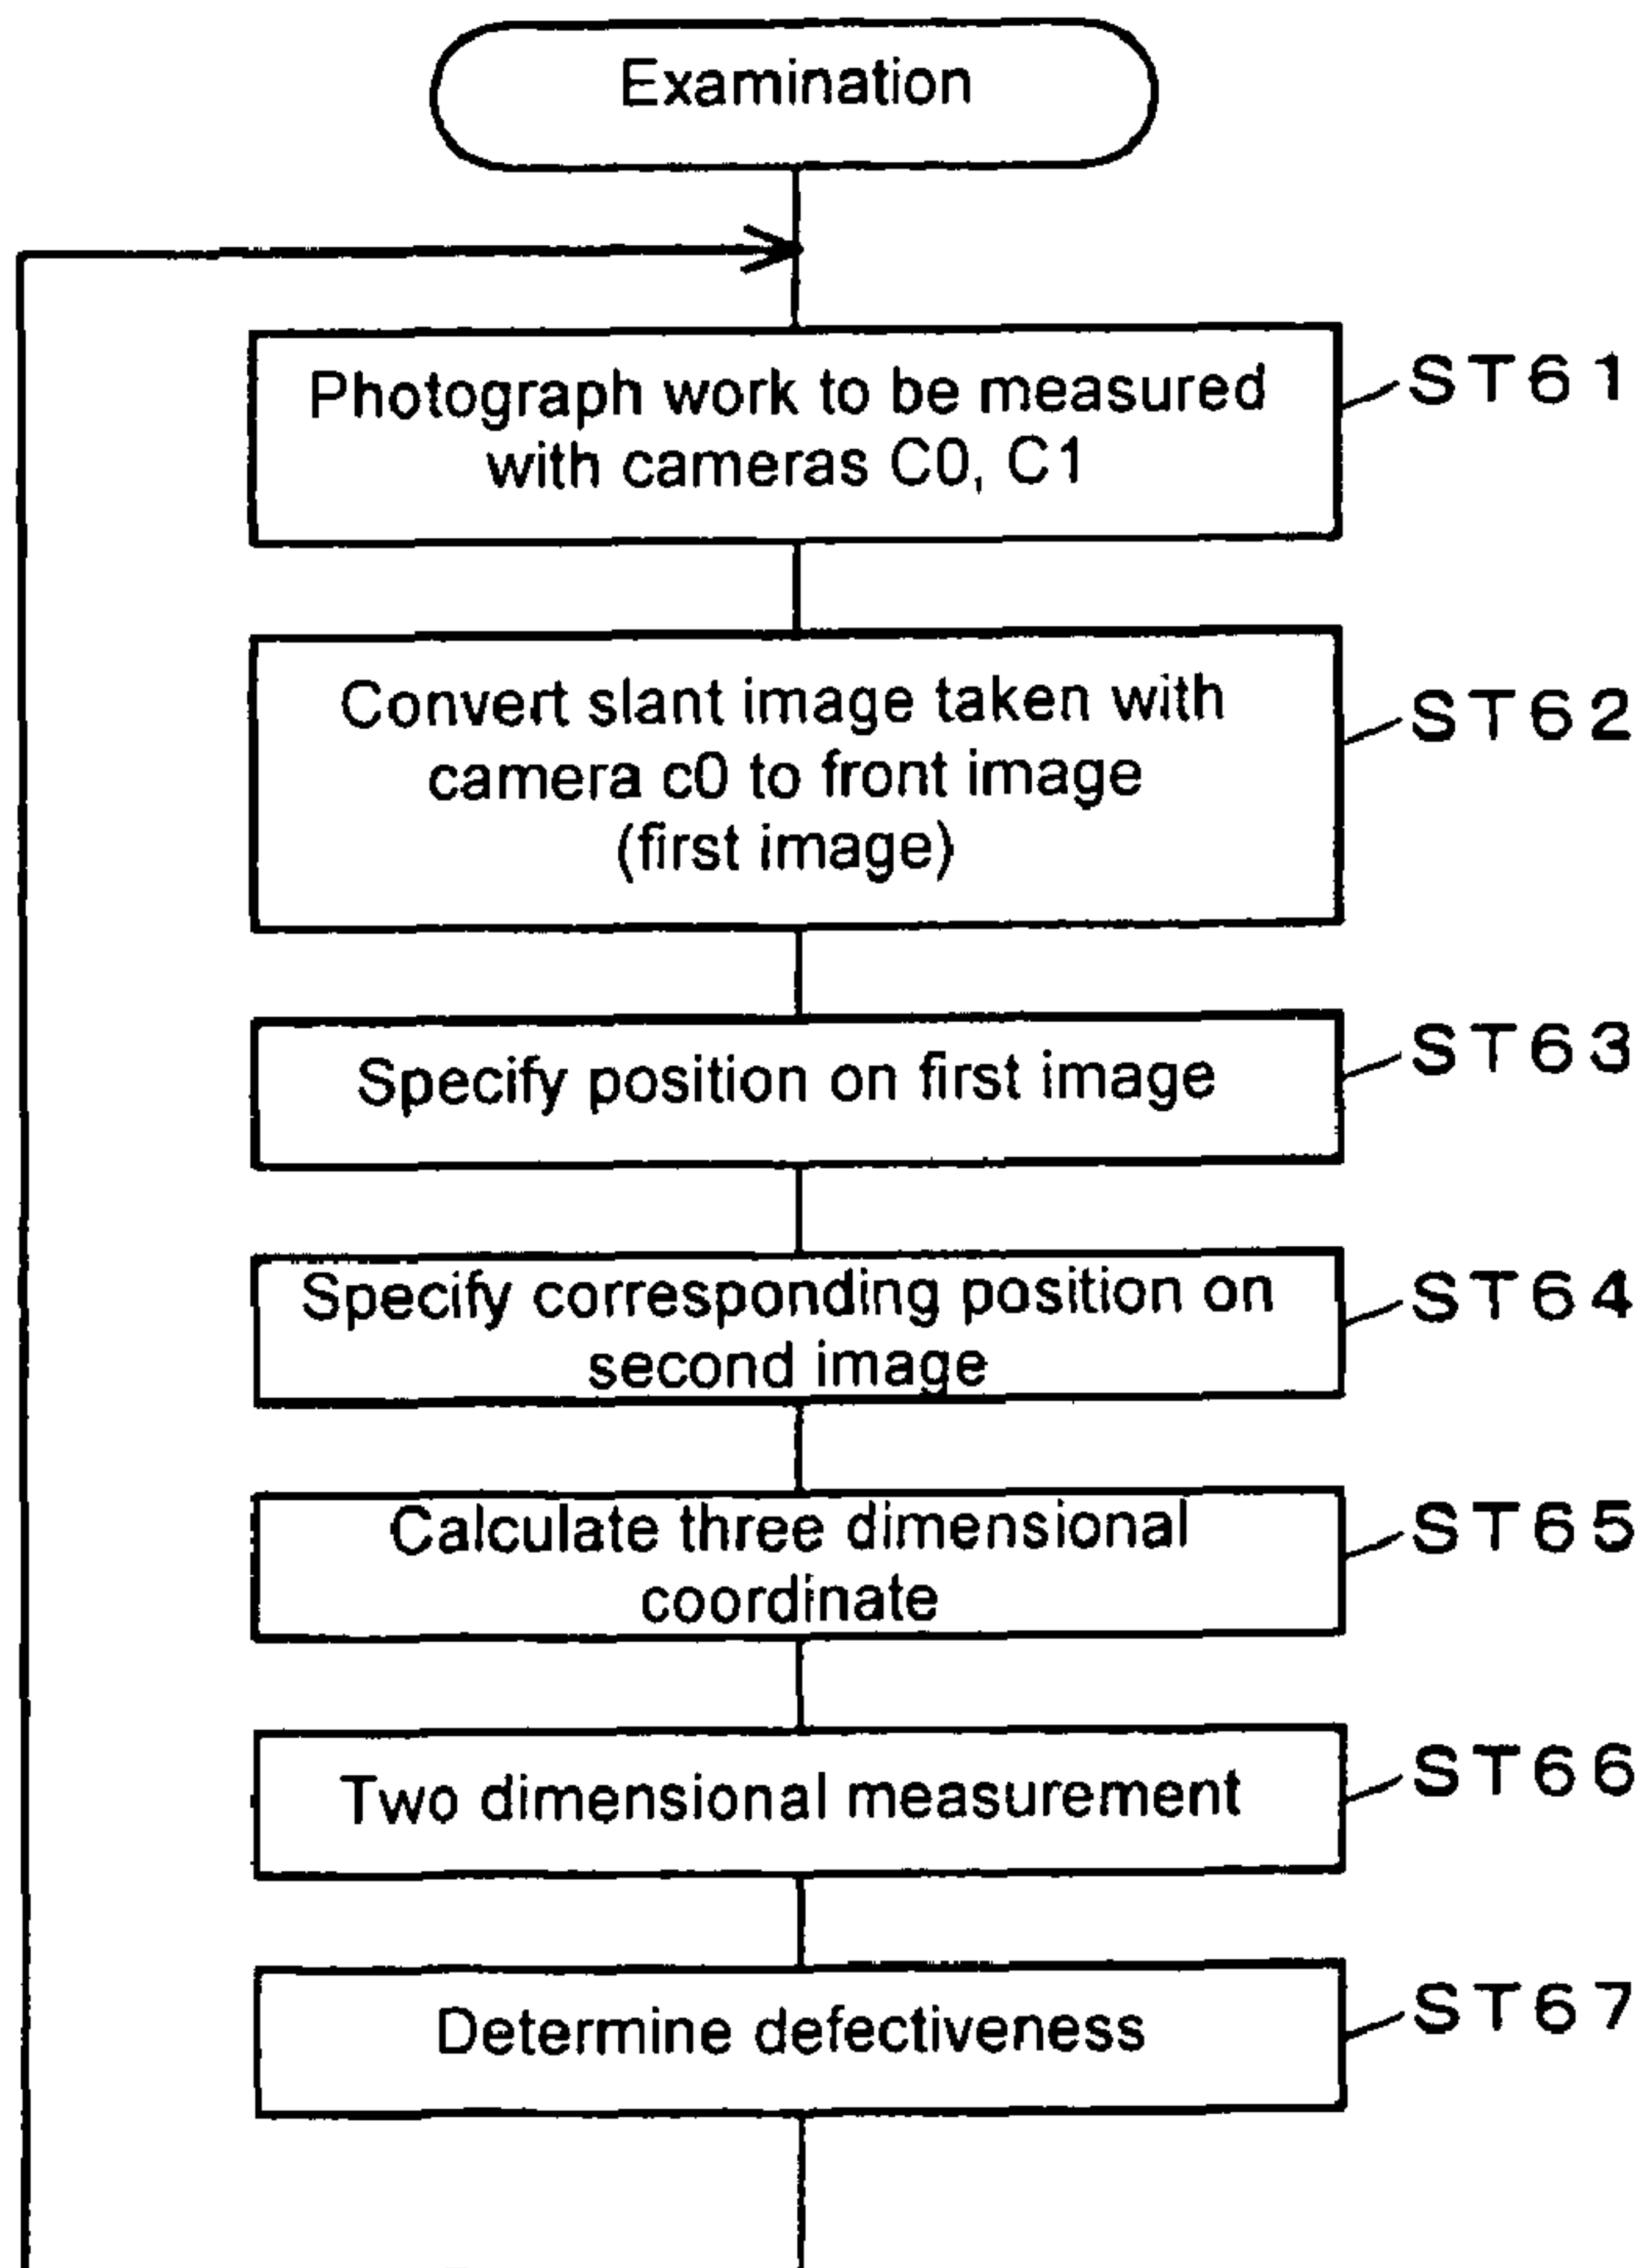 Examination
Photograph work to be measured
with cameras C0, C1
ST61
Convert slant image taken with
camera c0 to front image
(first image)
ST62
Specify position on first image
ST63
Specify corresponding position on
second image
ST64
Calculate three dimensional
coordinate
ST65
Two dimensional measurement
ST66
Determine defectiveness
ST67